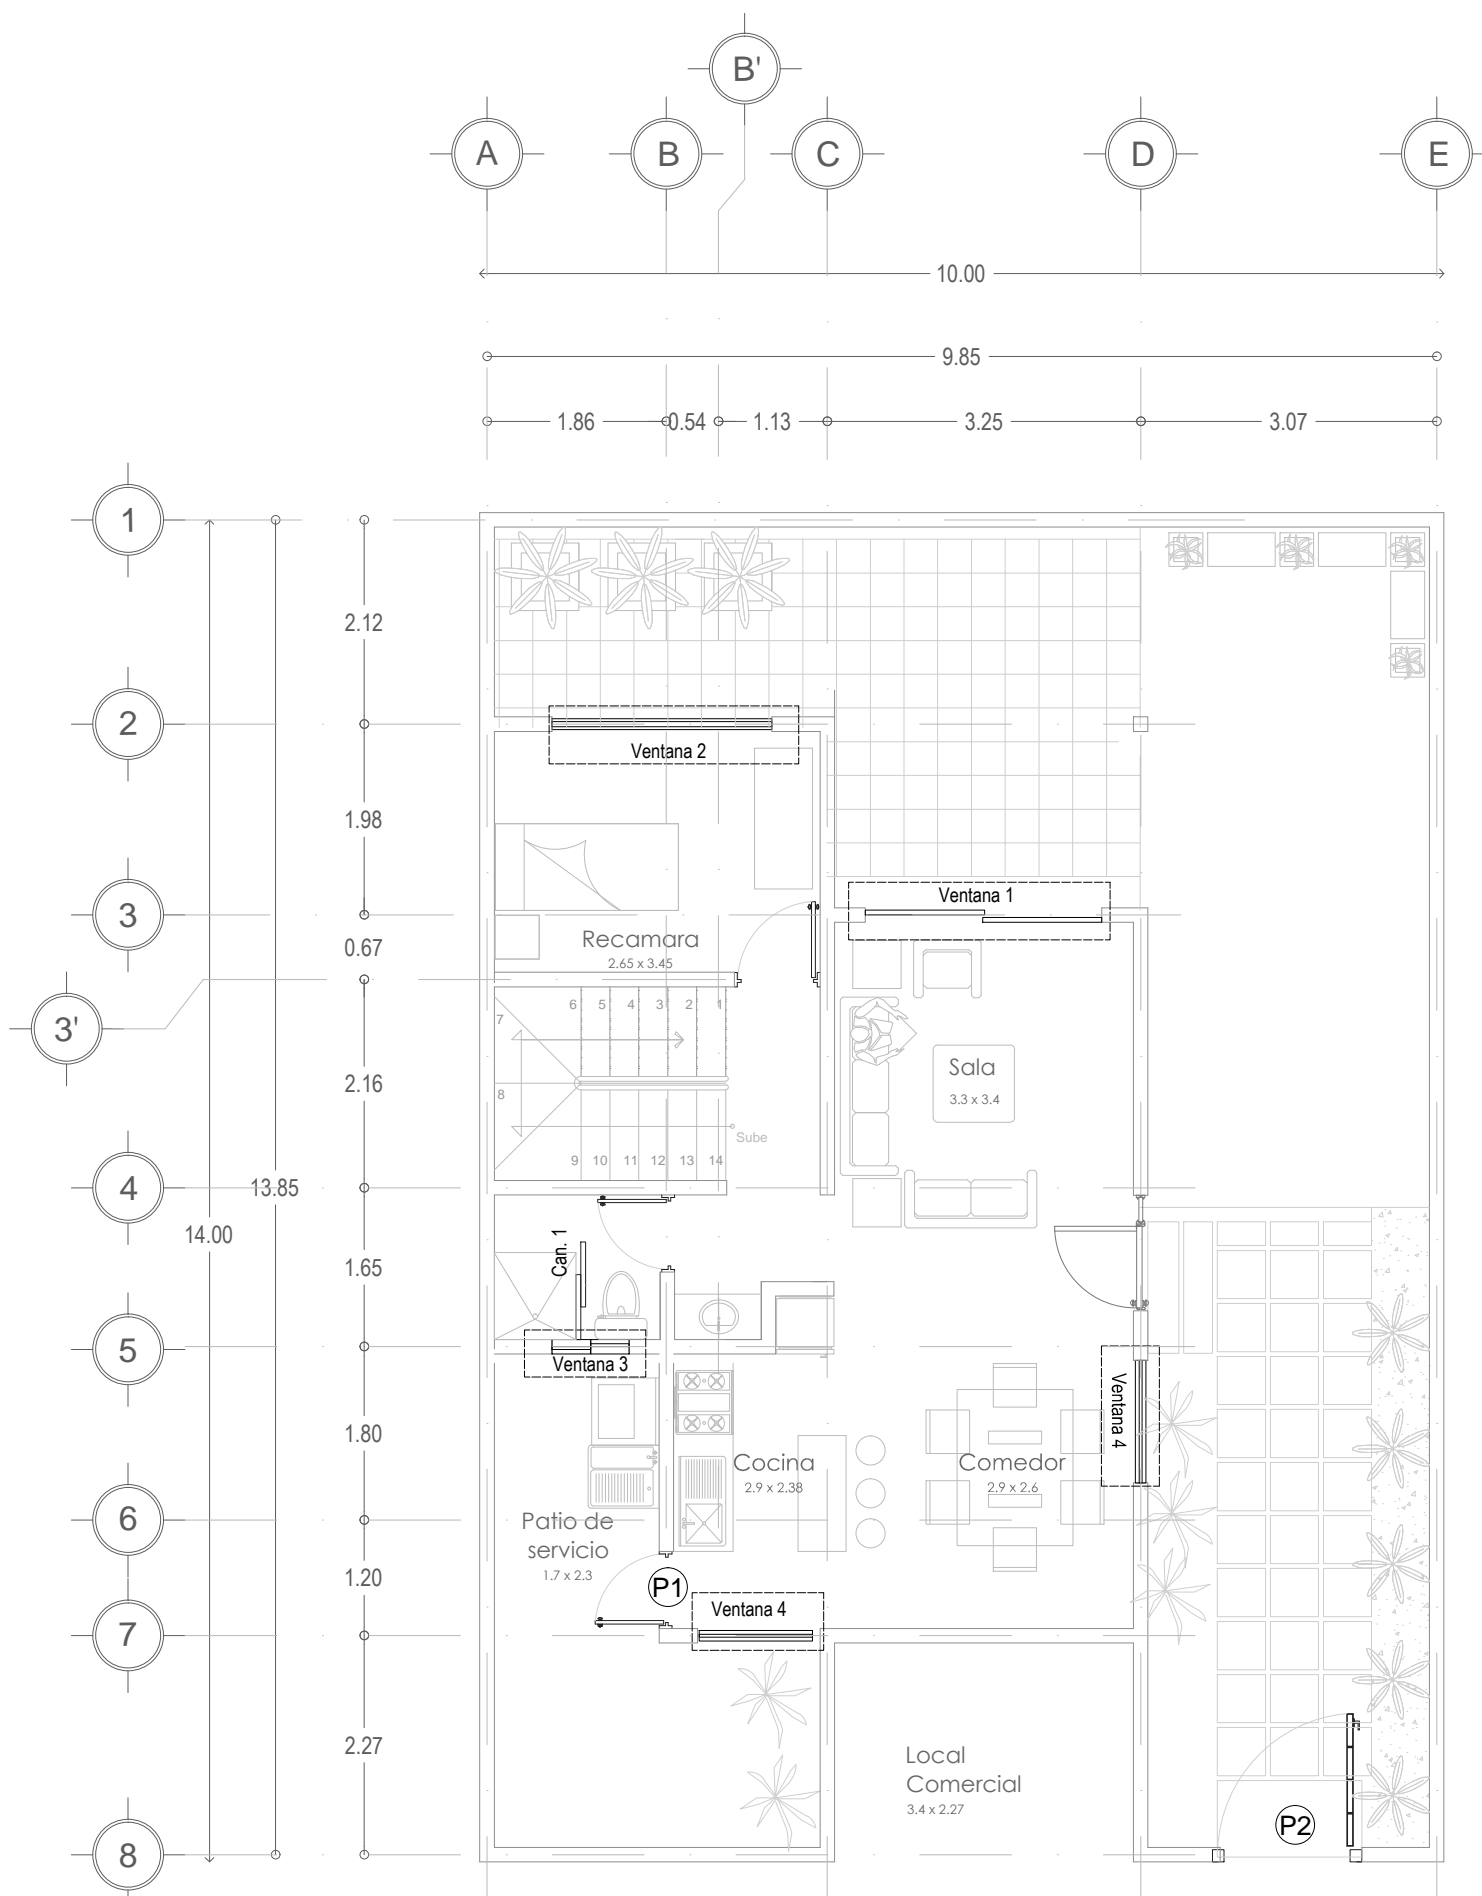 B'
A
B
C
D
E
10.00
9.85
1.86
0.54
1.13
3.25
3.07
1
2.12
2
Ventana 2
1.98
Ventana 1
3
0.67
Recamara
2.65 x 3.45
3'
6 5 4 3 2 1
7
8
Sala
3.3 x 3.4
2.16
Sube
9 10 11 12 13 14
4
13.85
14.00
1.65
Can. 1
5
Ventana 3
Ventana 4
1.80
Cocina
2.9 x 2.38
Comedor
2.9 x 2.6
6
Patio de
servicio
1.7 x 2.3
1.20
P1
Ventana 4
7
2.27
Local
Comercial
3.4 x 2.27
P2
8